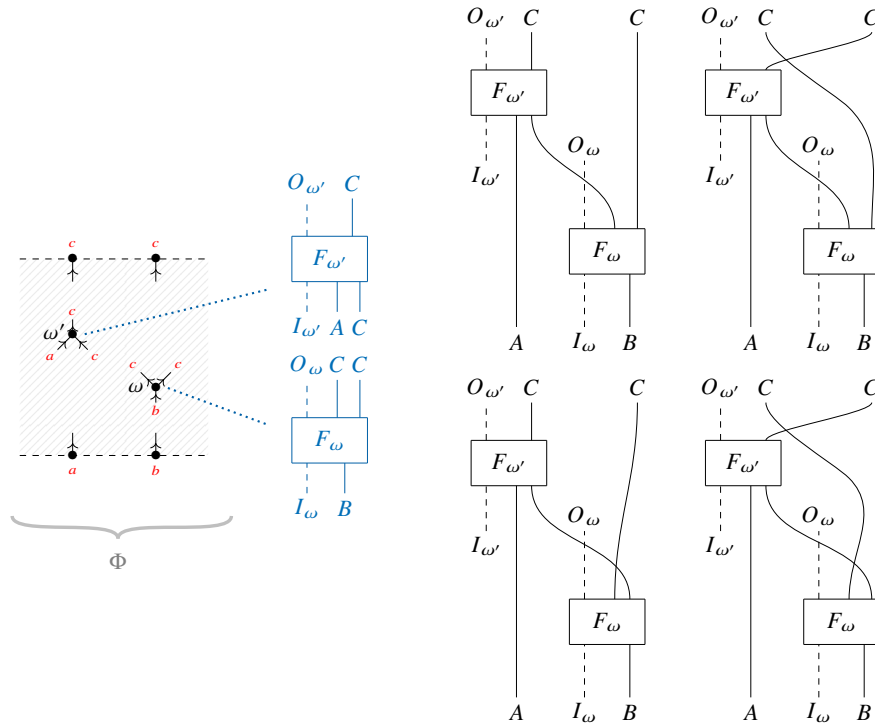 c c
c
ω′
a c
c c
ω
b
a b
Φ
O_ω′ C
F_ω′
I_ω′ A C
O_ω C C
F_ω
I_ω B
O_ω′ C C
F_ω′
O_ω
I_ω′
F_ω
A I_ω B
O_ω′ C C
F_ω′
O_ω
I_ω′
F_ω
A I_ω B
O_ω′ C C
F_ω′
O_ω
I_ω′
F_ω
A I_ω B
O_ω′ C C
F_ω′
O_ω
I_ω′
F_ω
A I_ω B